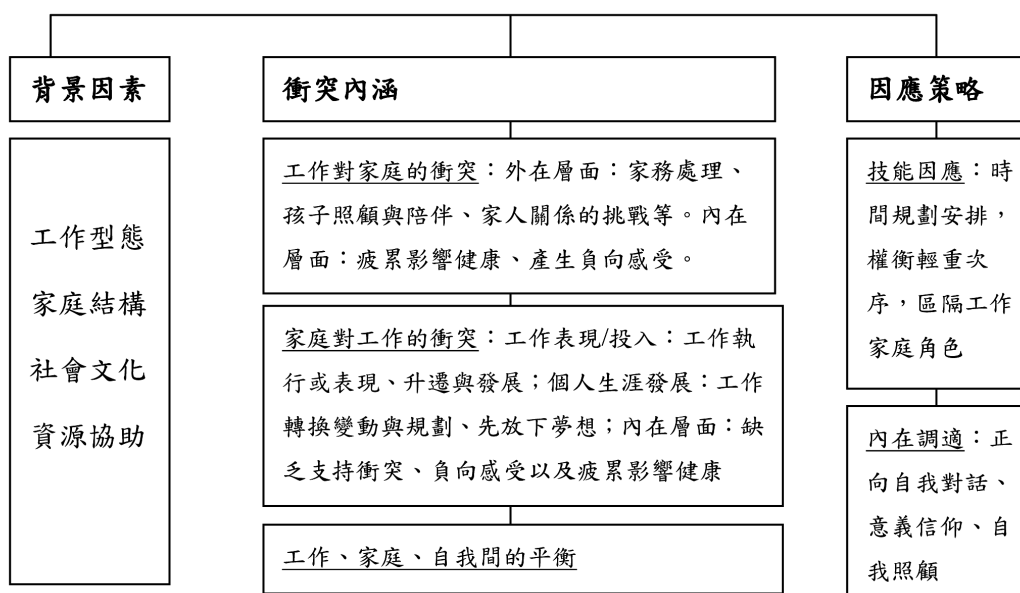 背景因素
工作型態
家庭結構
社會文化
資源協助
衝突內涵
工作對家庭的衝突：外在層面：家務處理、
孩子照顧與陪伴、家人關係的挑戰等。內在
層面：疲累影響健康、產生負向感受。
家庭對工作的衝突：工作表現/投入：工作執
行或表現、升遷與發展；個人生涯發展：工作
轉換變動與規劃、先放下夢想；內在層面：缺
乏支持衝突、負向感受以及疲累影響健康
工作、家庭、自我間的平衡
因應策略
技能因應：時
間規劃安排，
權衡輕重次
序，區隔工作
家庭角色
內在調適：正
向自我對話、
意義信仰、自
我照顧